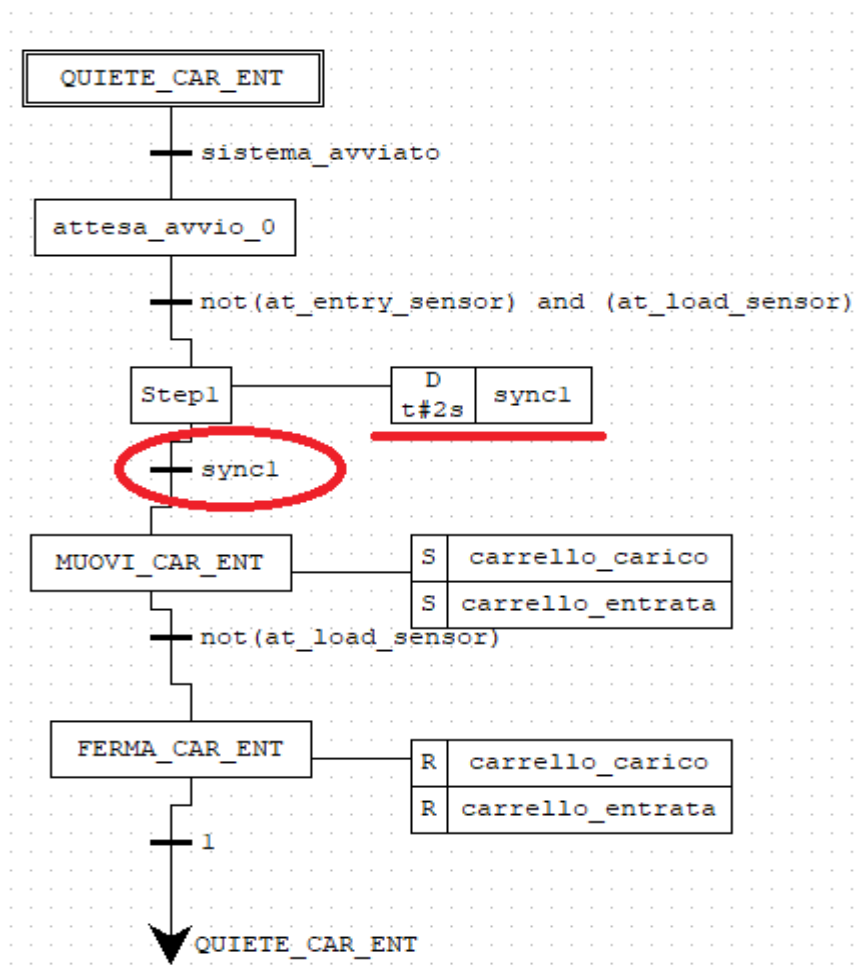 QUIETE_CAR_ENT
sistema_avviato
attesa_avvio_0
not(at_entry_sensor) and (at_load_sensor)
Step1
D
t#2s
sync1
sync1
MUOVI_CAR_ENT
S carrello_carico
S carrello_entrata
not(at_load_sensor)
FERMA_CAR_ENT
R carrello_carico
R carrello_entrata
1
QUIETE_CAR_ENT